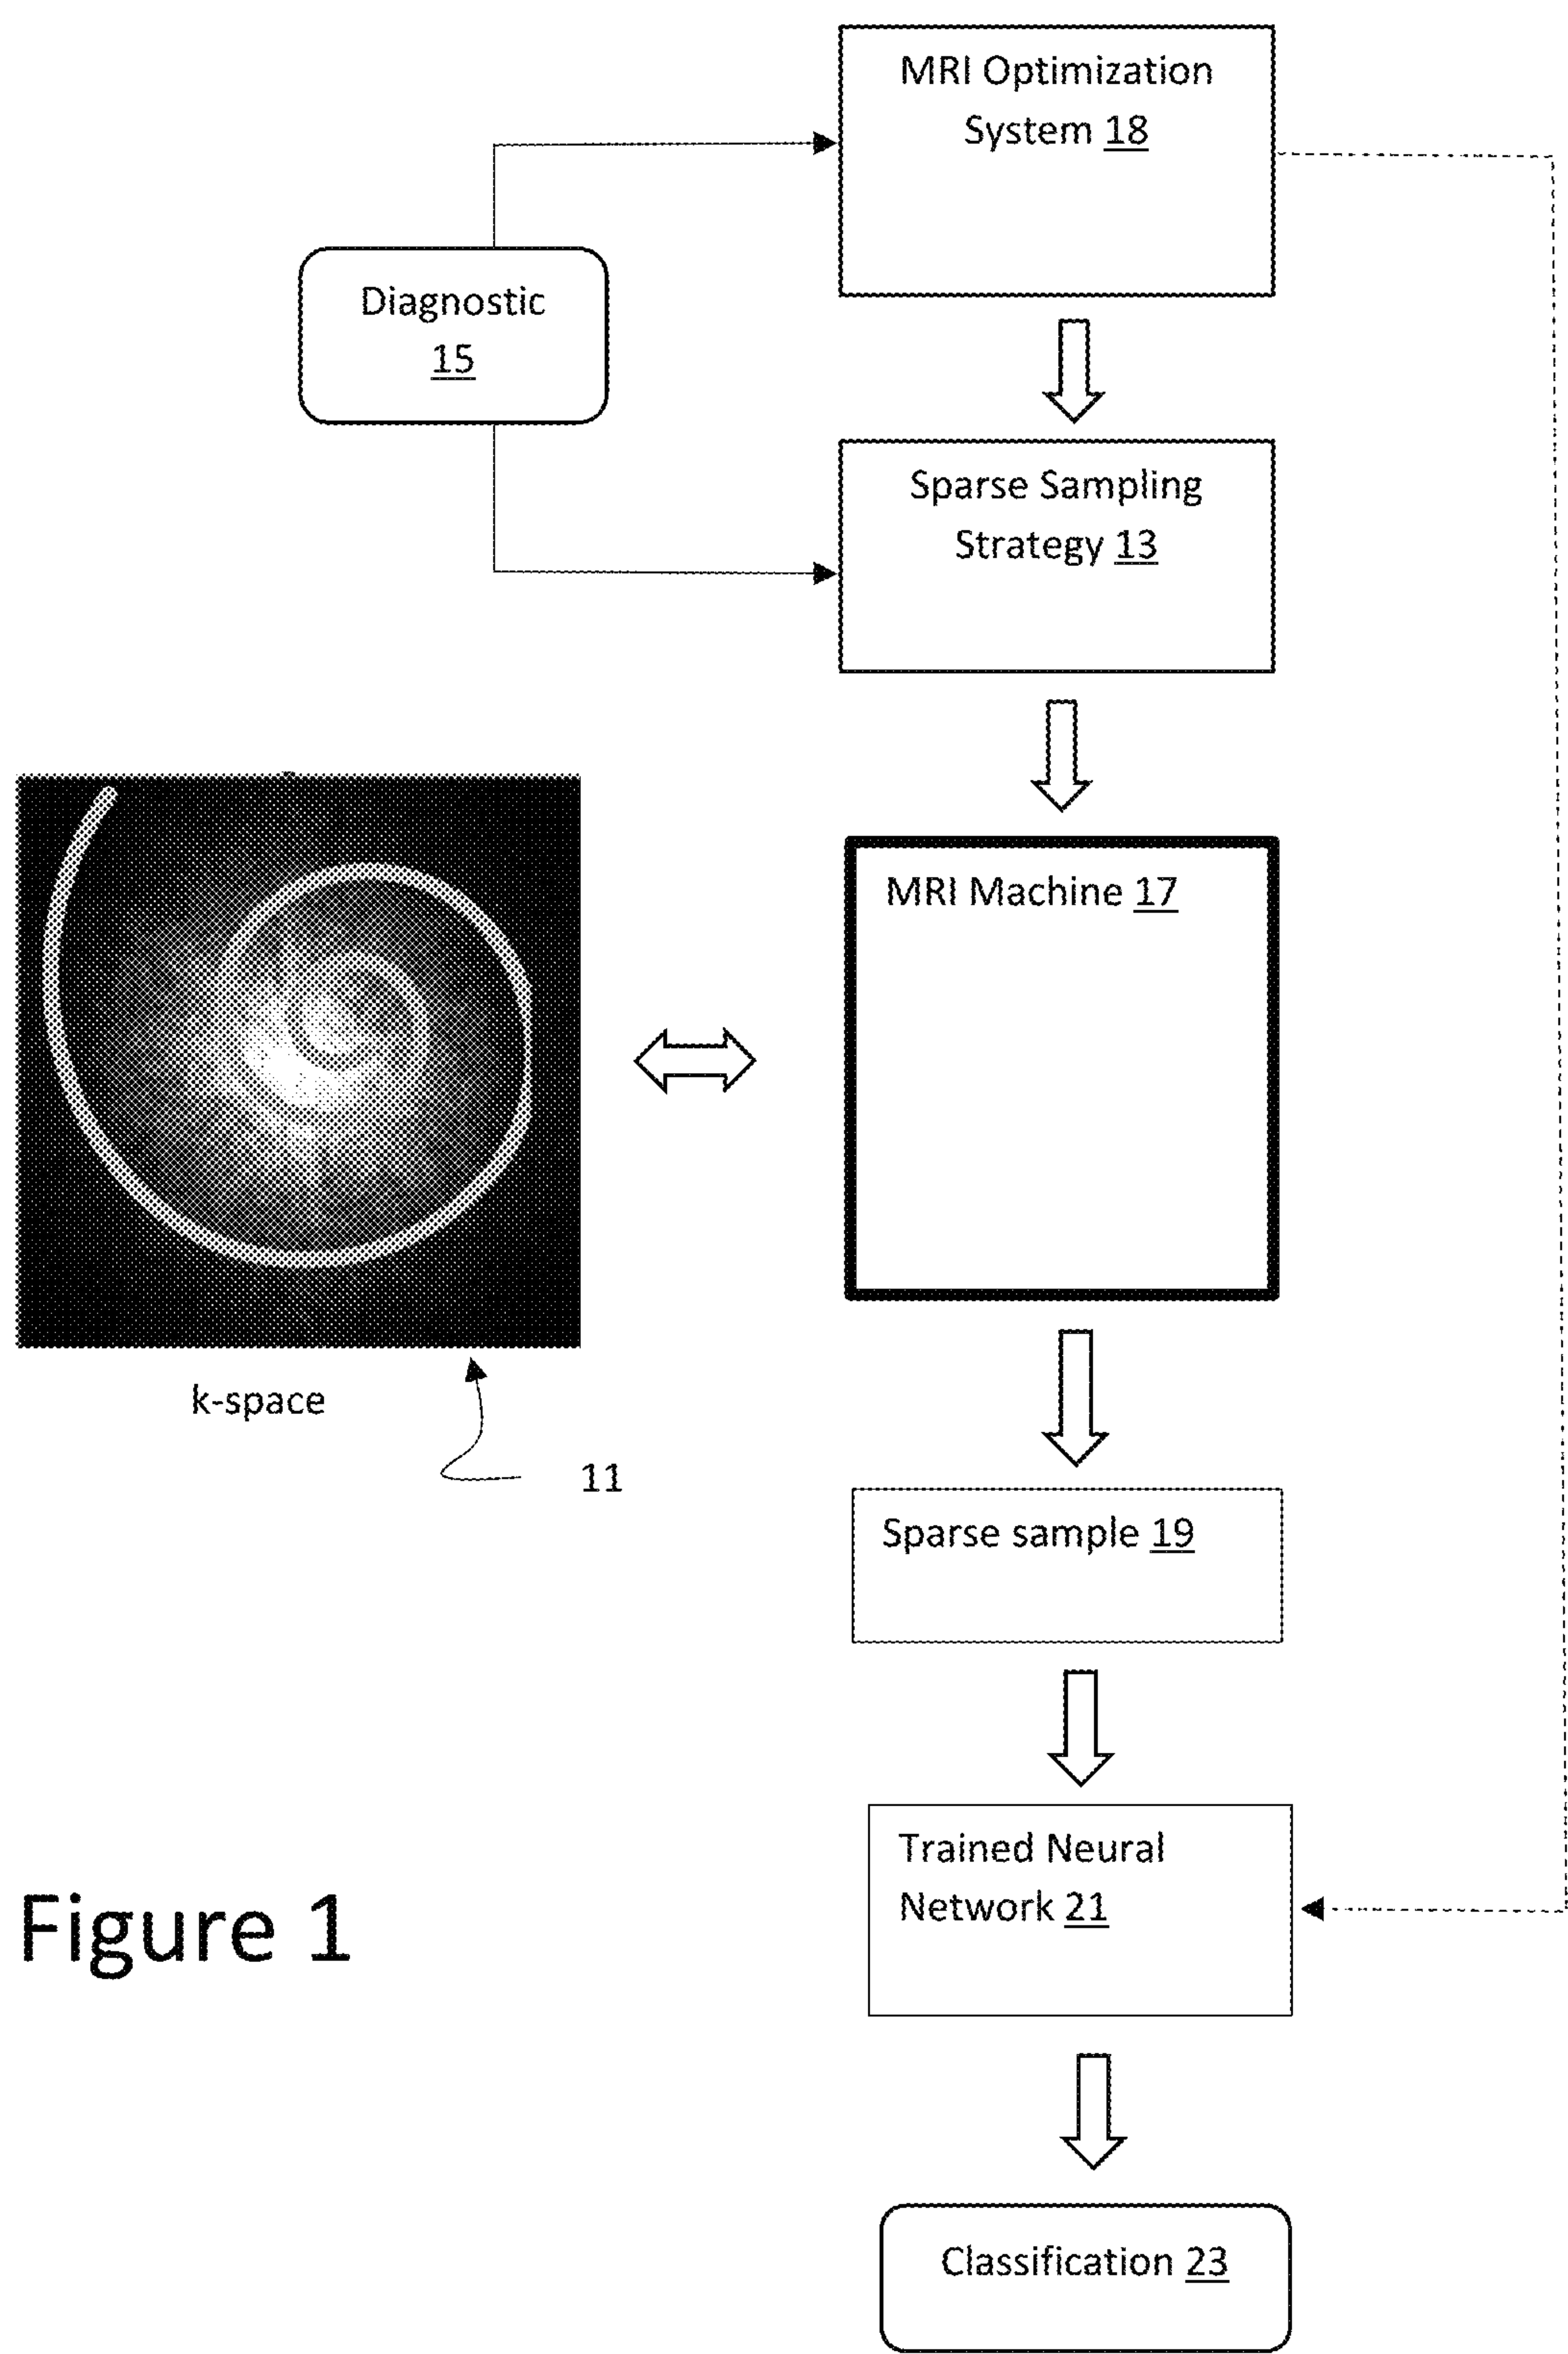 MRI Optimization
System 18
Diagnostic
15
Sparse Sampling
Strategy 13
MRI Machine 17
k-space
11
Sparse sample 19
Trained Neural
Network 21
Figure 1
Classification 23